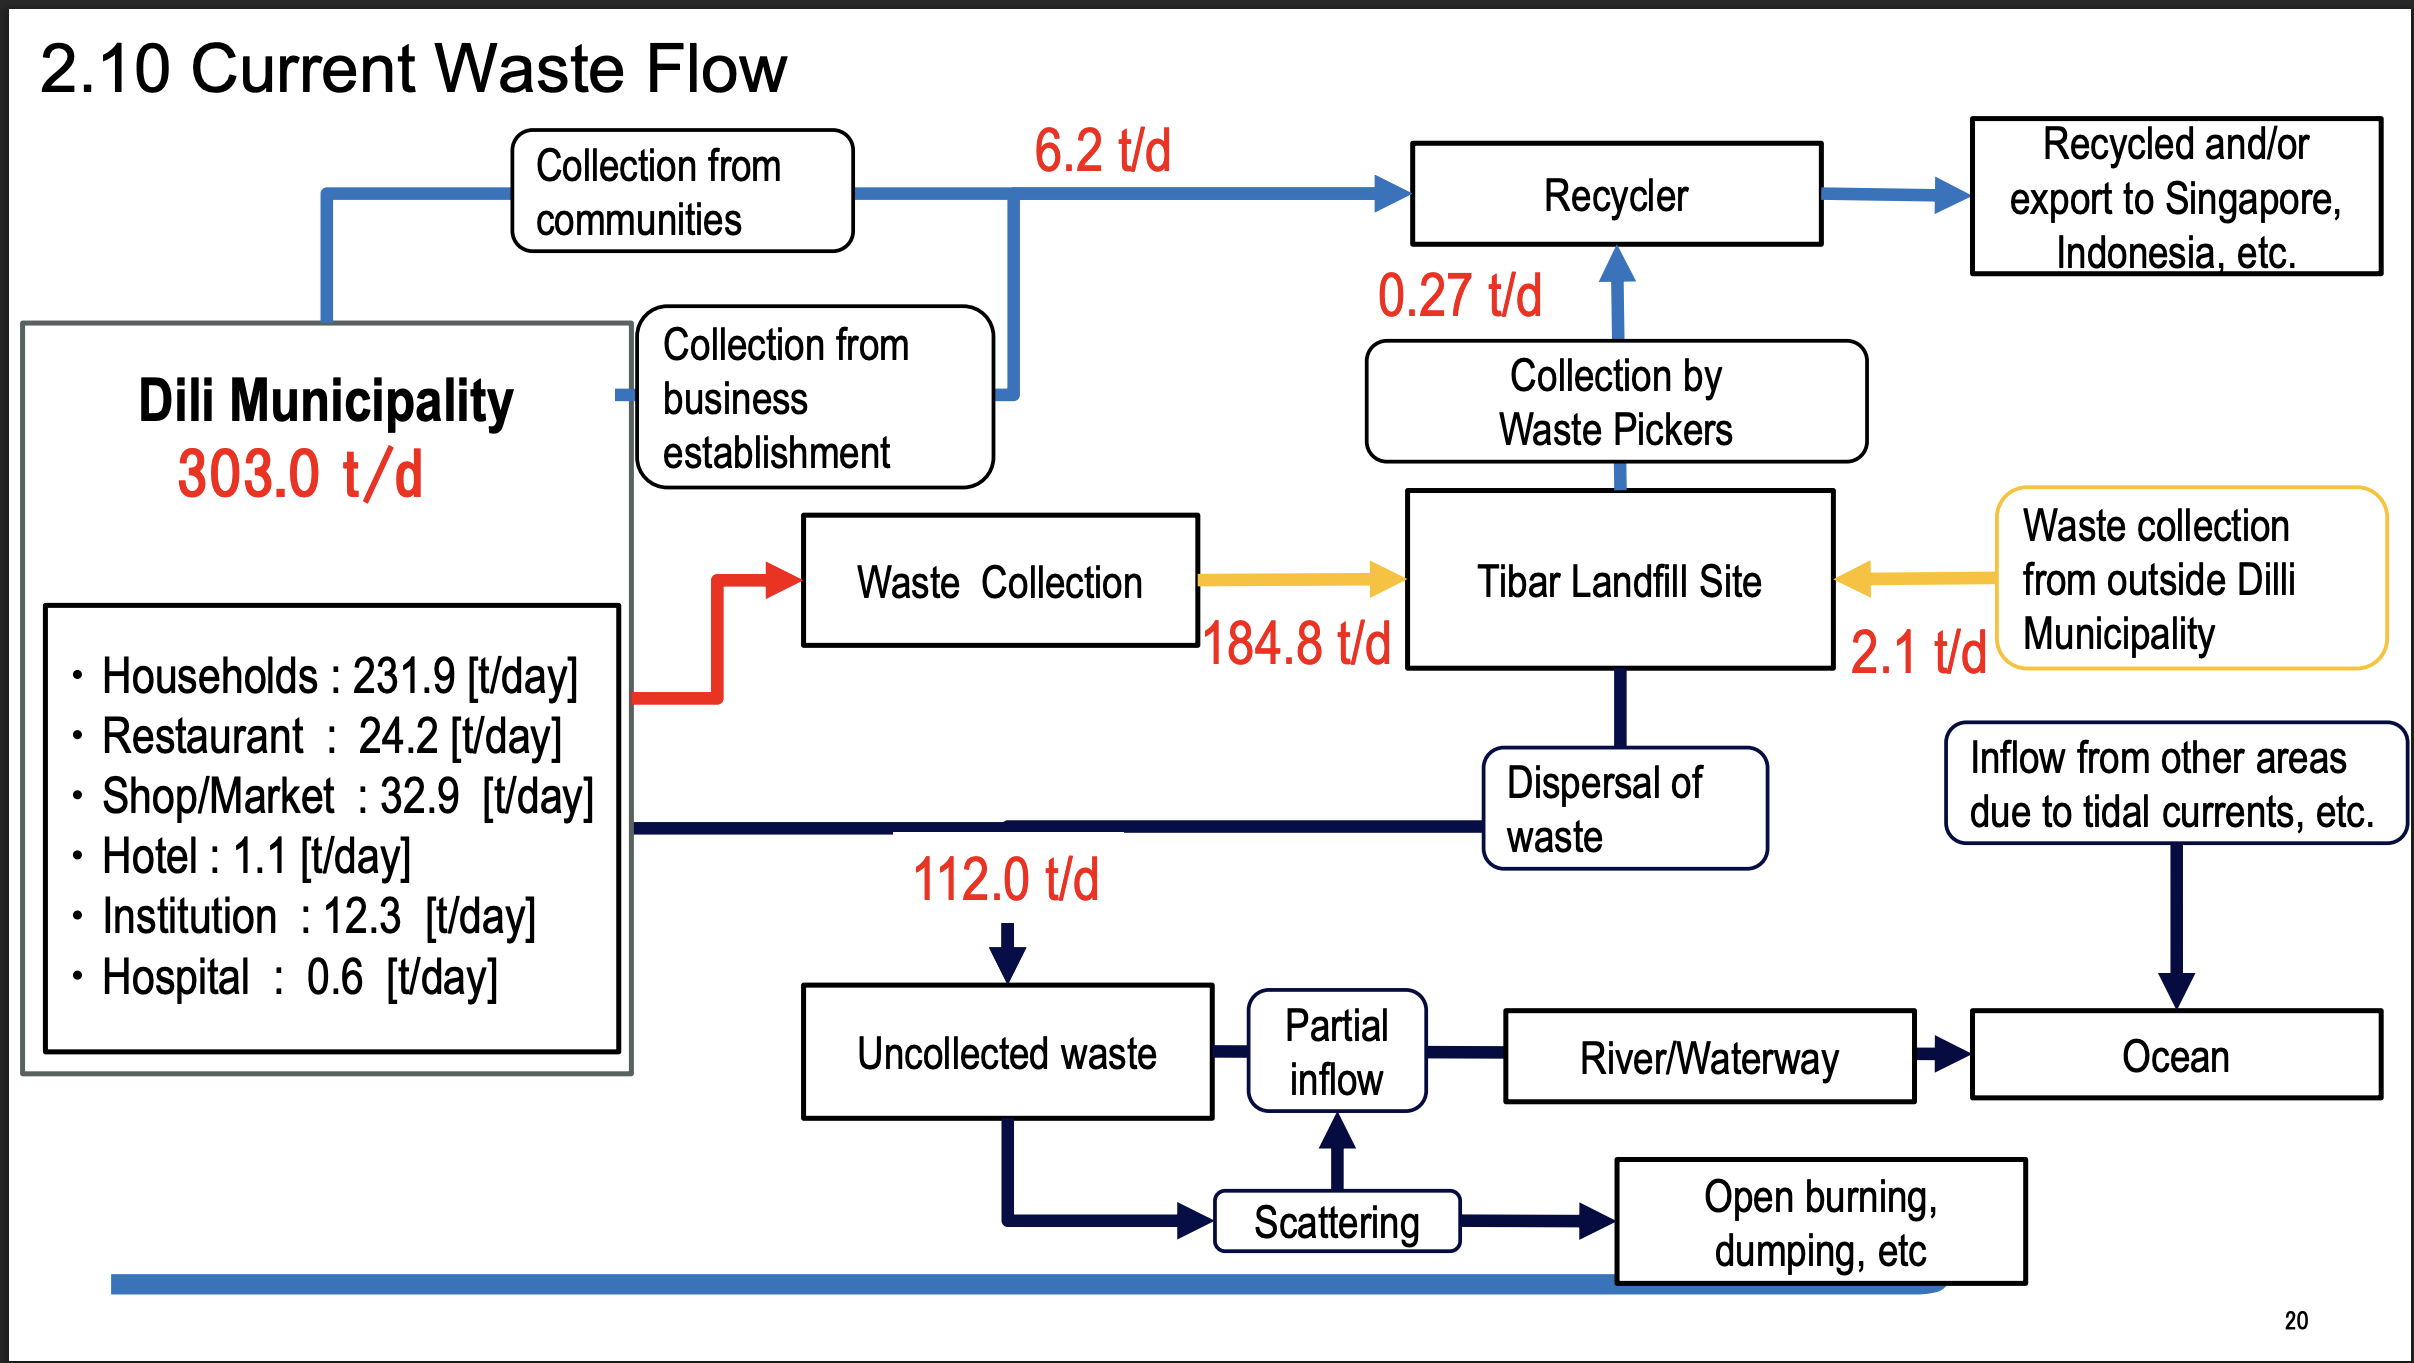 2.10 Current Waste Flow
Collection from
communities
6.2 t/d
Recycler
Recycled and/or
export to Singapore,
Indonesia, etc.
0.27 t/d
Collection from
business
establishment
Collection by
Waste Pickers
Dili Municipality
303.0 t/d
・Households : 231.9 [t/day]
・Restaurant : 24.2 [t/day]
・Shop/Market : 32.9 [t/day]
・Hotel : 1.1 [t/day]
・Institution : 12.3 [t/day]
・Hospital : 0.6 [t/day]
Waste Collection
184.8 t/d
Tibar Landfill Site
2.1 t/d
Waste collection
from outside Dilli
Municipality
Dispersal of
waste
Inflow from other areas
due to tidal currents, etc.
112.0 t/d
Uncollected waste
Partial
inflow
River/Waterway
Ocean
Scattering
Open burning,
dumping, etc
20